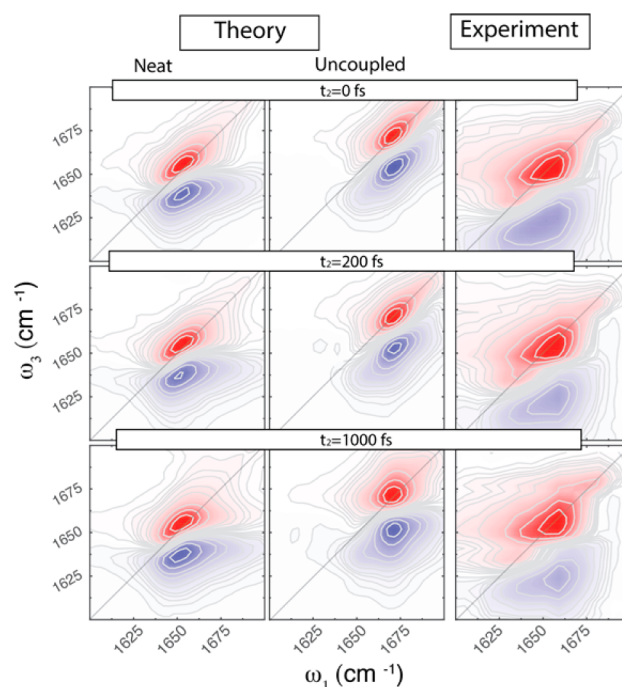 Theory Experiment
Neat Uncoupled
t2=0 fs
1675
1650
1625
t2=200 fs
1675
1650
1625
ω3 (cm -1)
t2=1000 fs
1675
1650
1625
1625 1650 1675 1625 1650 1675 1625 1650 1675
ω1 (cm -1)